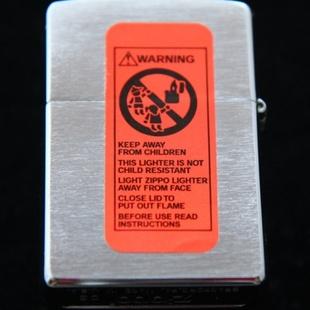 WARNING
KEEP AWAY
FROM CHILDREN
THIS LIGHTER IS NOT
CHILD RESISTANT
LIGHT ZIPPO LIGHTER
AWAY FROM FACE
CLOSE LID TO
PUT OUT FLAME
BEFORE USE READ
INSTRUCTIONS